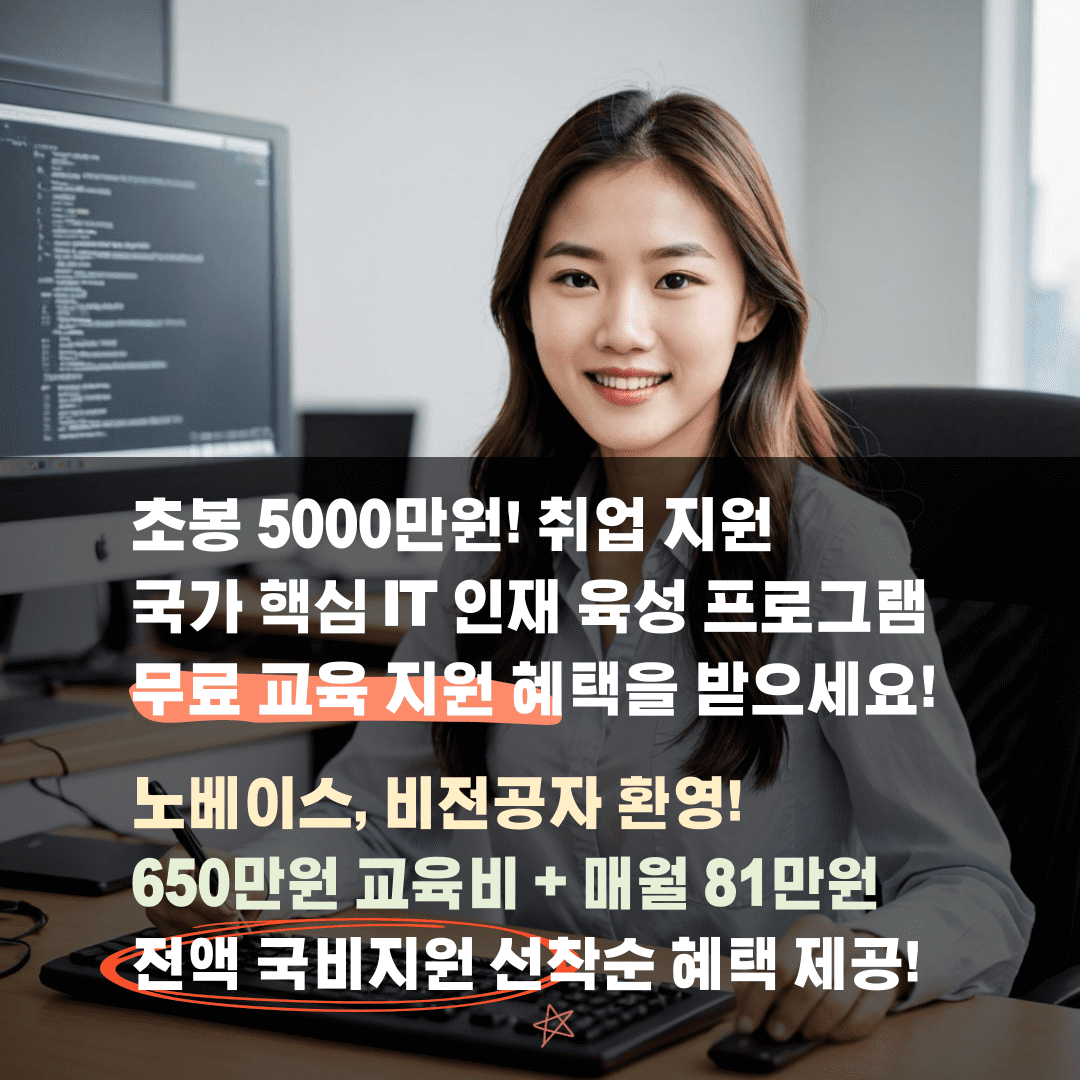 초봉 5000만원! 취업 지원
국가 핵심 IT 인재 육성 프로그램
무료 교육 지원 혜택을 받으세요!
노베이스, 비전공자 환영!
650만원 교육비 + 매월 81만원
전액 국비지원 선착순 혜택 제공!